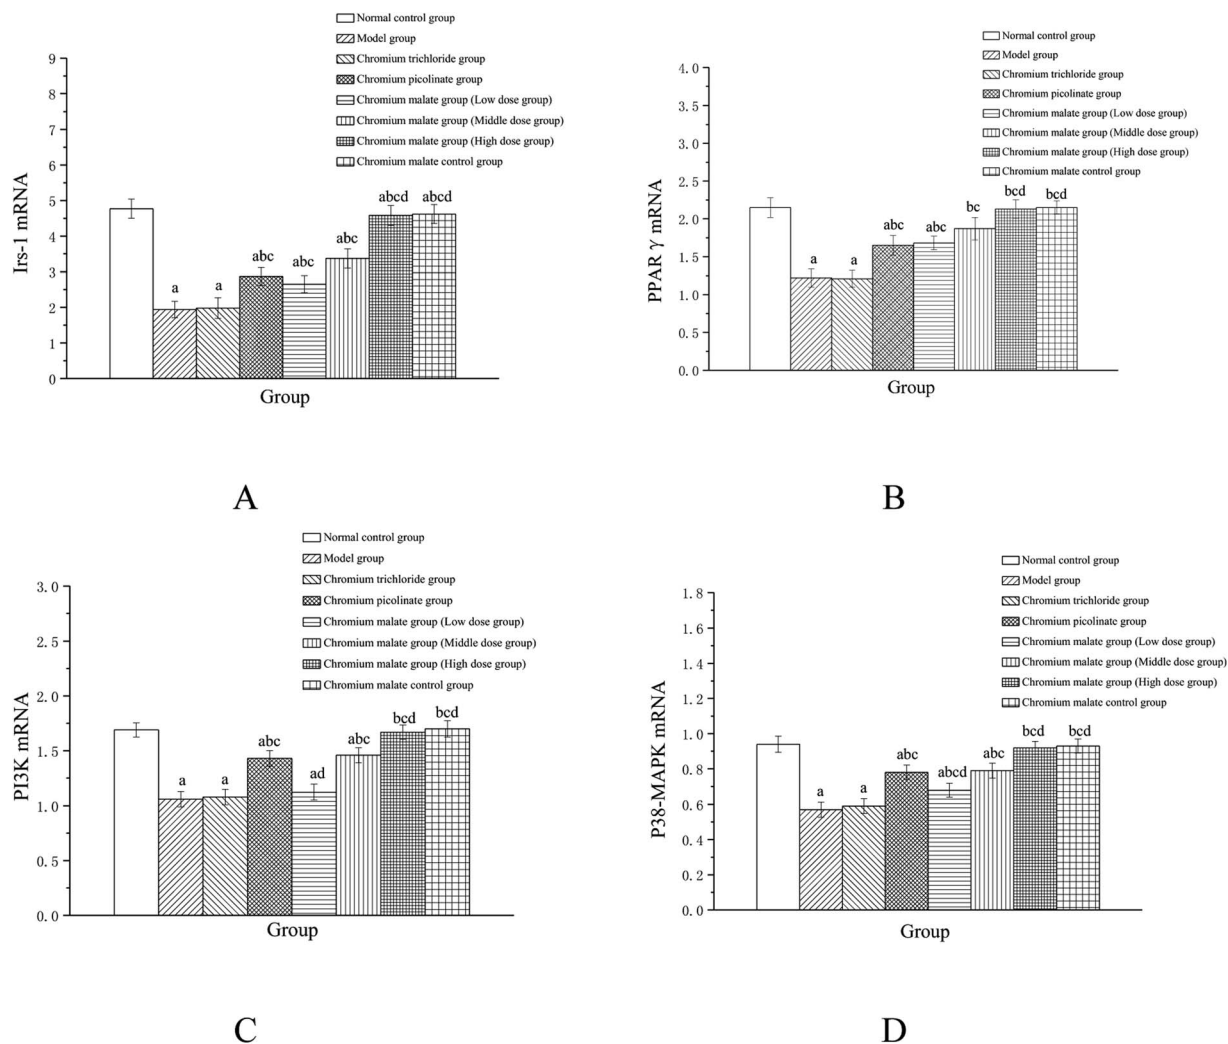 Normal control group
Model group
Chromium trichloride group
Chromium picolinate group
Chromium malate group (Low dose group)
Chromium malate group (Middle dose group)
Chromium malate group (High dose group)
Chromium malate control group
9
8
7
6
5
4
3
2
1
0
Irs-1 mRNA
a
a
abc
abc
abc
abcd
abcd
Group
A
Normal control group
Model group
Chromium trichloride group
Chromium picolinate group
Chromium malate group (Low dose group)
Chromium malate group (Middle dose group)
Chromium malate group (High dose group)
Chromium malate control group
4.0
3.5
3.0
2.5
2.0
1.5
1.0
0.5
0.0
PPAR γ mRNA
a
a
abc
abc
bc
bcd
bcd
Group
B
Normal control group
Model group
Chromium trichloride group
Chromium picolinate group
Chromium malate group (Low dose group)
Chromium malate group (Middle dose group)
Chromium malate group (High dose group)
Chromium malate control group
3.0
2.5
2.0
1.5
1.0
0.5
0.0
PI3K mRNA
a
a
abc
ad
abc
bcd
bcd
Group
C
Normal control group
Model group
Chromium trichloride group
Chromium picolinate group
Chromium malate group (Low dose group)
Chromium malate group (Middle dose group)
Chromium malate group (High dose group)
Chromium malate control group
1.8
1.6
1.4
1.2
1.0
0.8
0.6
0.4
0.2
0.0
P38-MAPK mRNA
a
a
abc
abcd
abc
bcd
bcd
Group
D